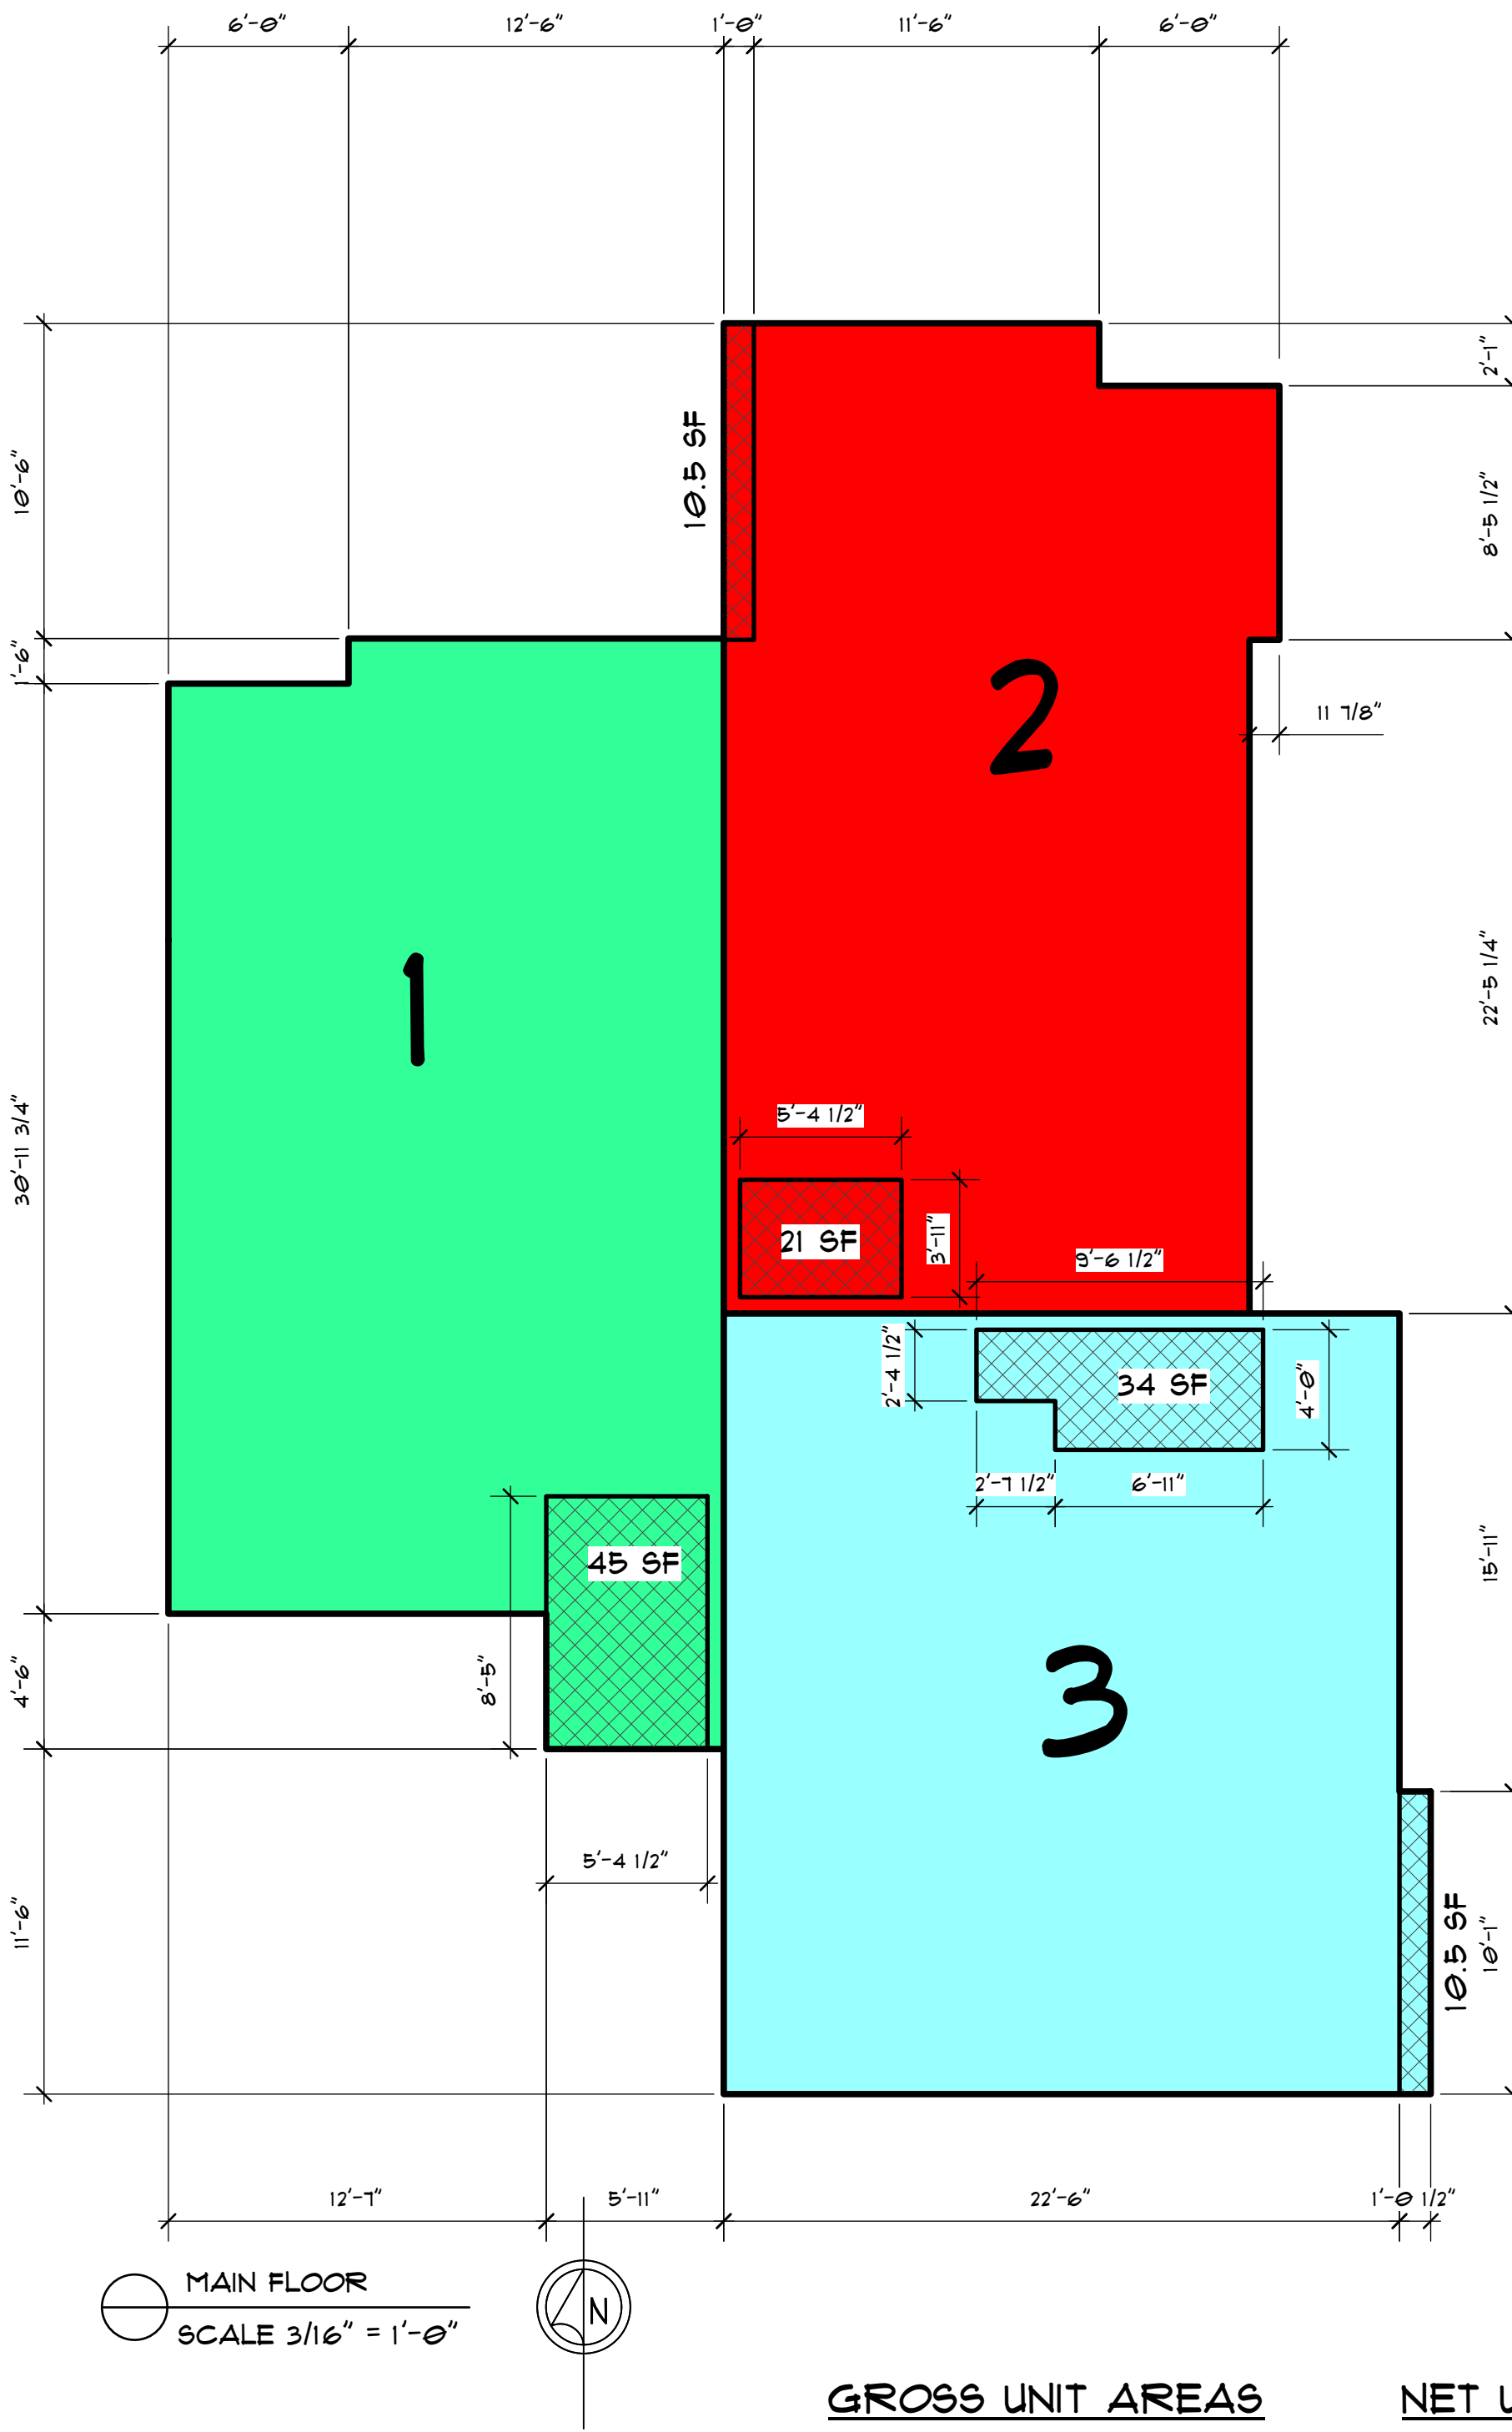 6'-0" 12'-6" 1'-0" 11'-6" 6'-0"
2'-1"
10'-6"
10.5 SF
8'-5 1/2"
1'-6"
2
11 7/8"
1
22'-5 1/4"
30'-11 3/4"
5'-4 1/2"
21 SF
3'-11"
9'-6 1/2"
2'-4 1/2"
34 SF
4'-0"
2'-7 1/2" 6'-11"
45 SF
15'-11"
4'-6"
8'-5"
3
5'-4 1/2"
11'-6"
10.5 SF
10'-1"
12'-7" 5'-11" 22'-6" 1'-0 1/2"
MAIN FLOOR
SCALE 3/16" = 1'-0"
N
GROSS UNIT AREAS NET U